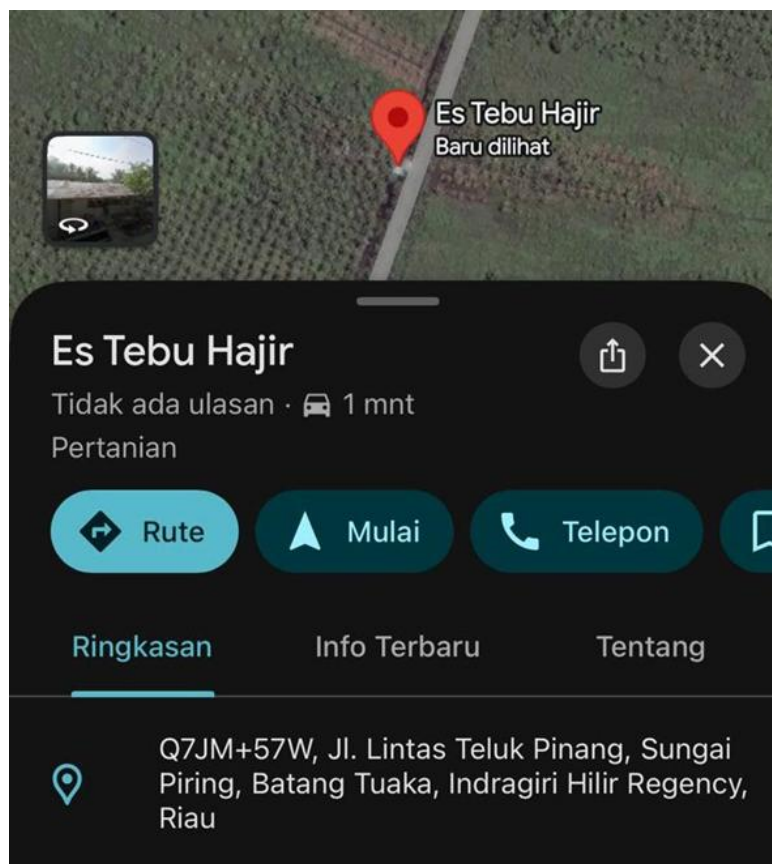 Es Tebu Hajir
Baru dilihat
Es Tebu Hajir
Tidak ada ulasan · 1 mnt
Pertanian
Rute
Mulai
Telepon
Ringkasan
Info Terbaru
Tentang
Q7JM+57W, Jl. Lintas Teluk Pinang, Sungai
Piring, Batang Tuaka, Indragiri Hilir Regency,
Riau